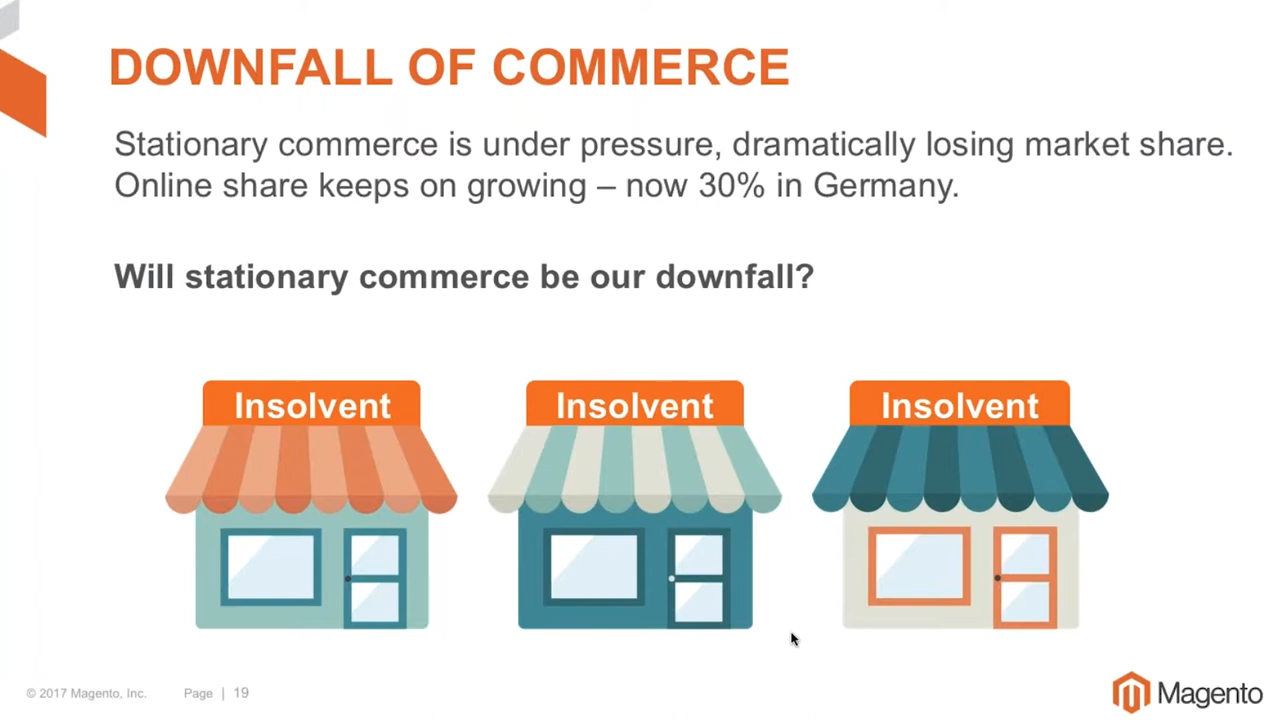 DOWNFALL OF COMMERCE
Stationary commerce is under pressure, dramatically losing market share.
Online share keeps on growing – now 30% in Germany.
Will stationary commerce be our downfall?
Insolvent
Insolvent
Insolvent
© 2017 Magento, Inc.
Page | 19
Magento